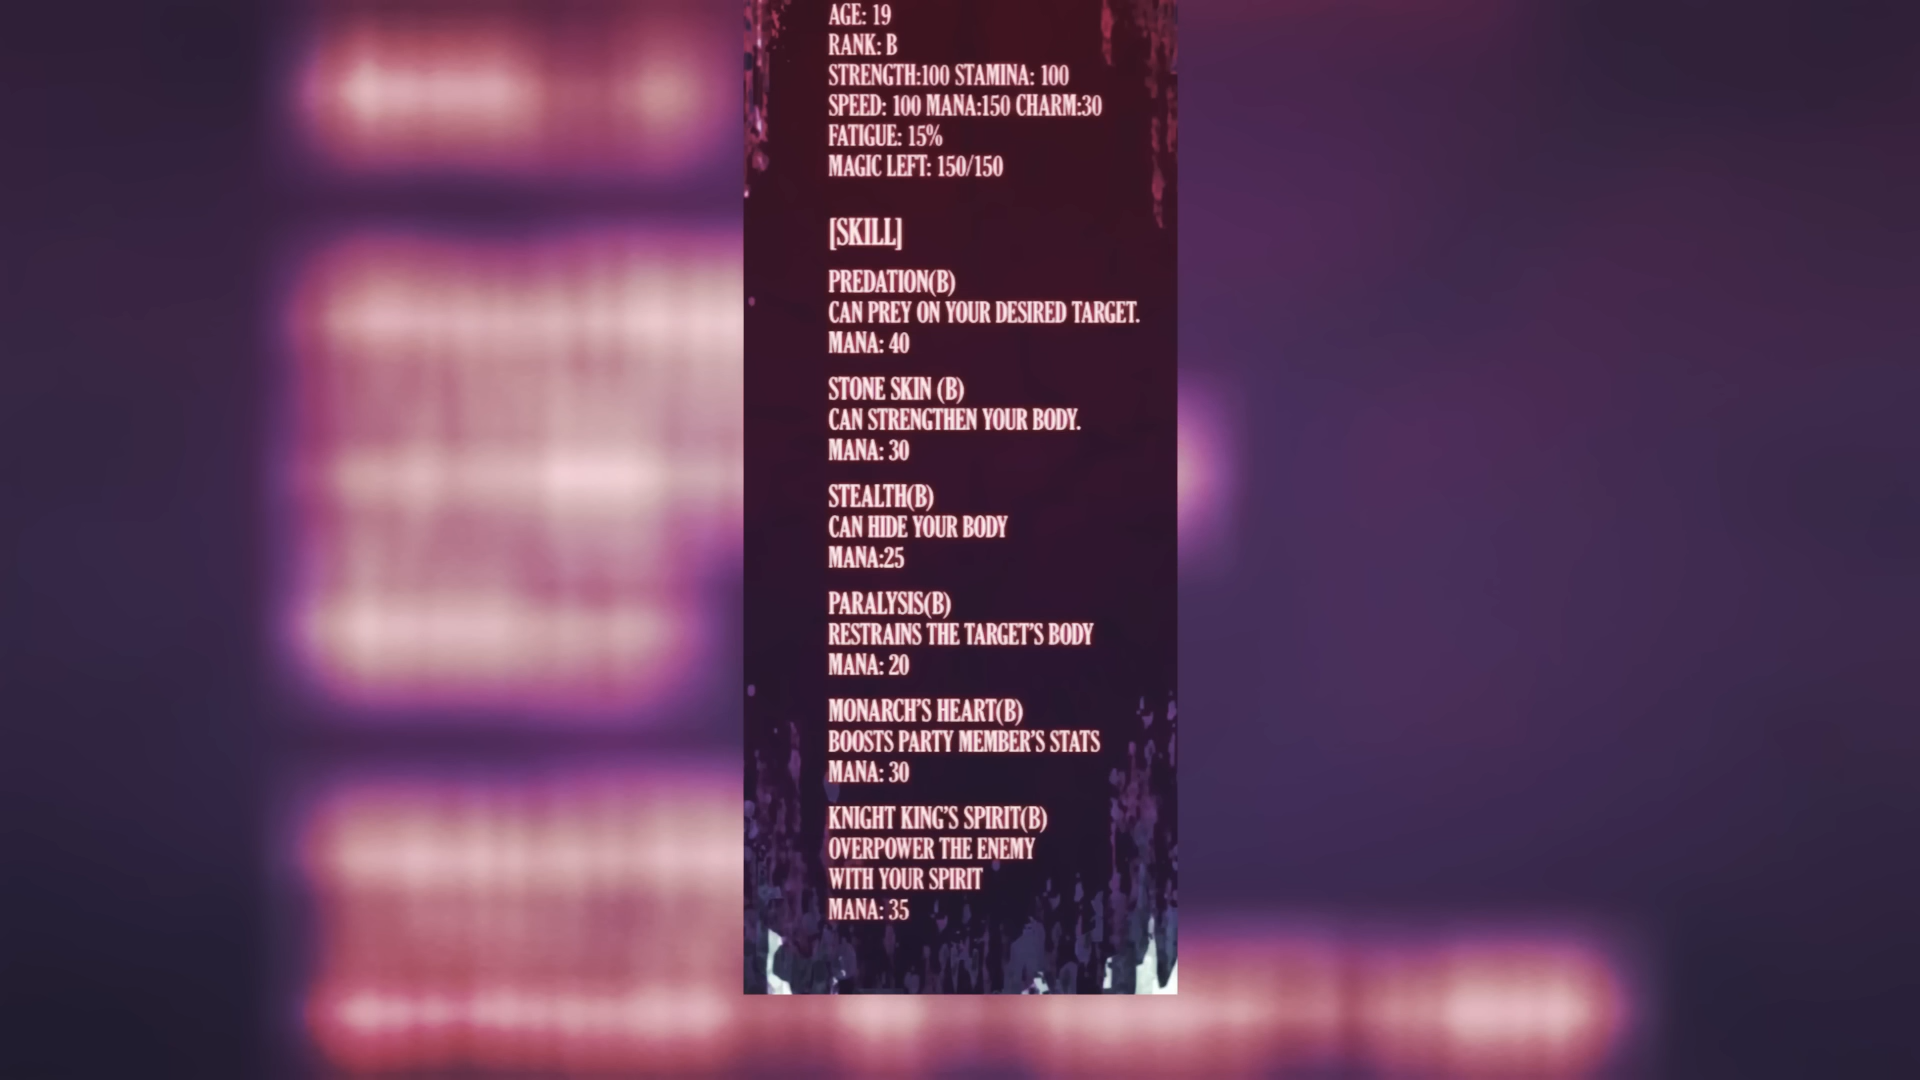 AGE: 19
RANK: B
STRENGTH:100 STAMINA: 100
SPEED: 100 MANA:150 CHARM:30
FATIGUE: 15%
MAGIC LEFT: 150/150
[SKILL]
PREDATION(B)
CAN PREY ON YOUR DESIRED TARGET.
MANA: 40
STONE SKIN (B)
CAN STRENGTHEN YOUR BODY.
MANA: 30
STEALTH(B)
CAN HIDE YOUR BODY
MANA:25
PARALYSIS(B)
RESTRAINS THE TARGET'S BODY
MANA: 20
MONARCH'S HEART(B)
BOOSTS PARTY MEMBER'S STATS
MANA: 30
KNIGHT KING'S SPIRIT(B)
OVERPOWER THE ENEMY
WITH YOUR SPIRIT
MANA: 35